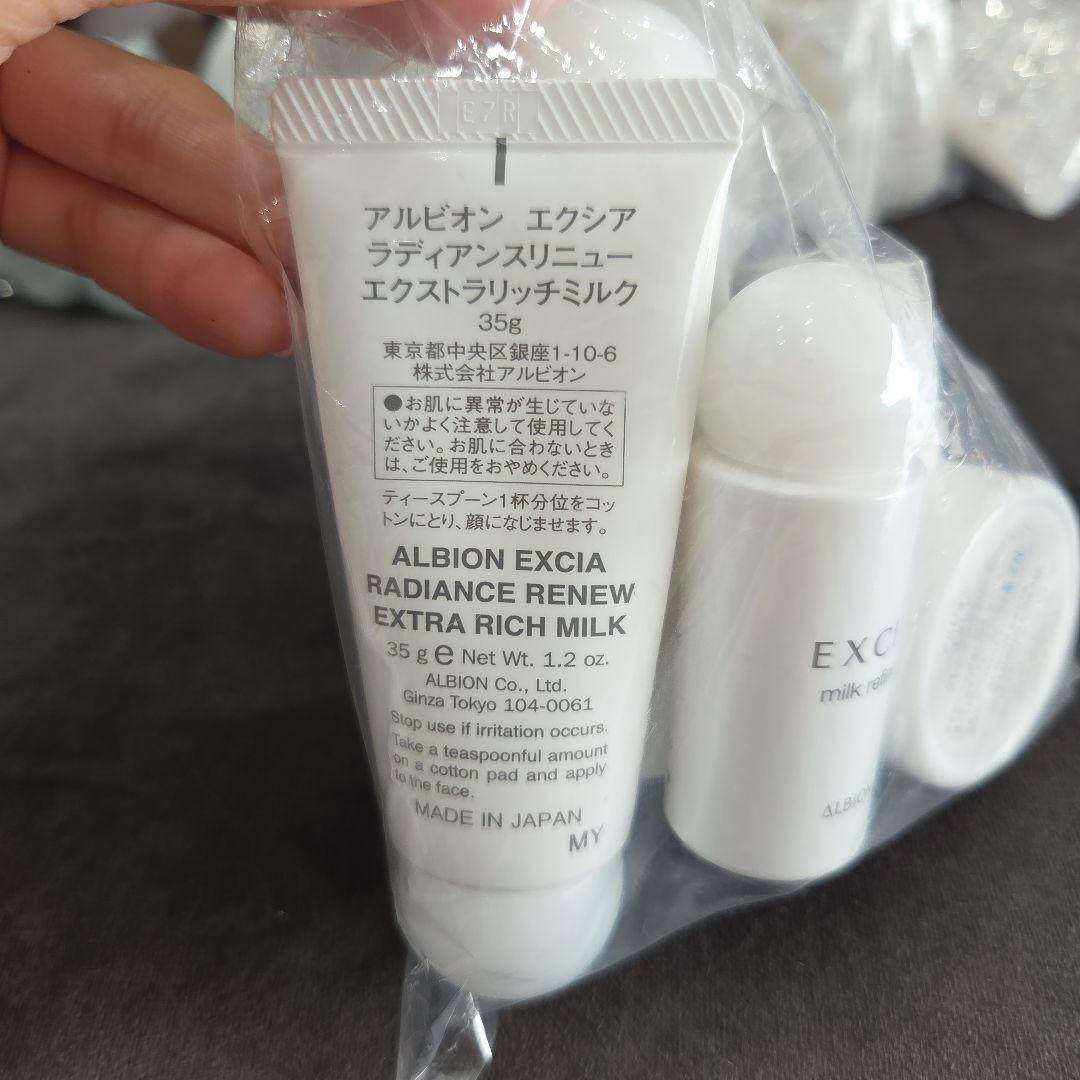 E7R
アルビオン エクシア
ラディアンスリニュー
エクストラリッチミルク
35g
東京都中央区銀座1-10-6
株式会社アルビオン
●お肌に異常が生じていな
いかよく注意して使用してく
ださい。お肌に合わないとき
は、ご使用をおやめください。
ティースプーン1杯分位をコッ
トンにとり、顔になじませます。
ALBION EXCIA
RADIANCE RENEW
EXTRA RICH MILK
35 g e Net Wt. 1.2 oz.
ALBION Co., Ltd.
Ginza Tokyo 104-0061
Stop use if irritation occurs.
Take a teaspoonful amount
on a cotton pad and apply
to the face.
MADE IN JAPAN
MY
EXC
milk
ALBION